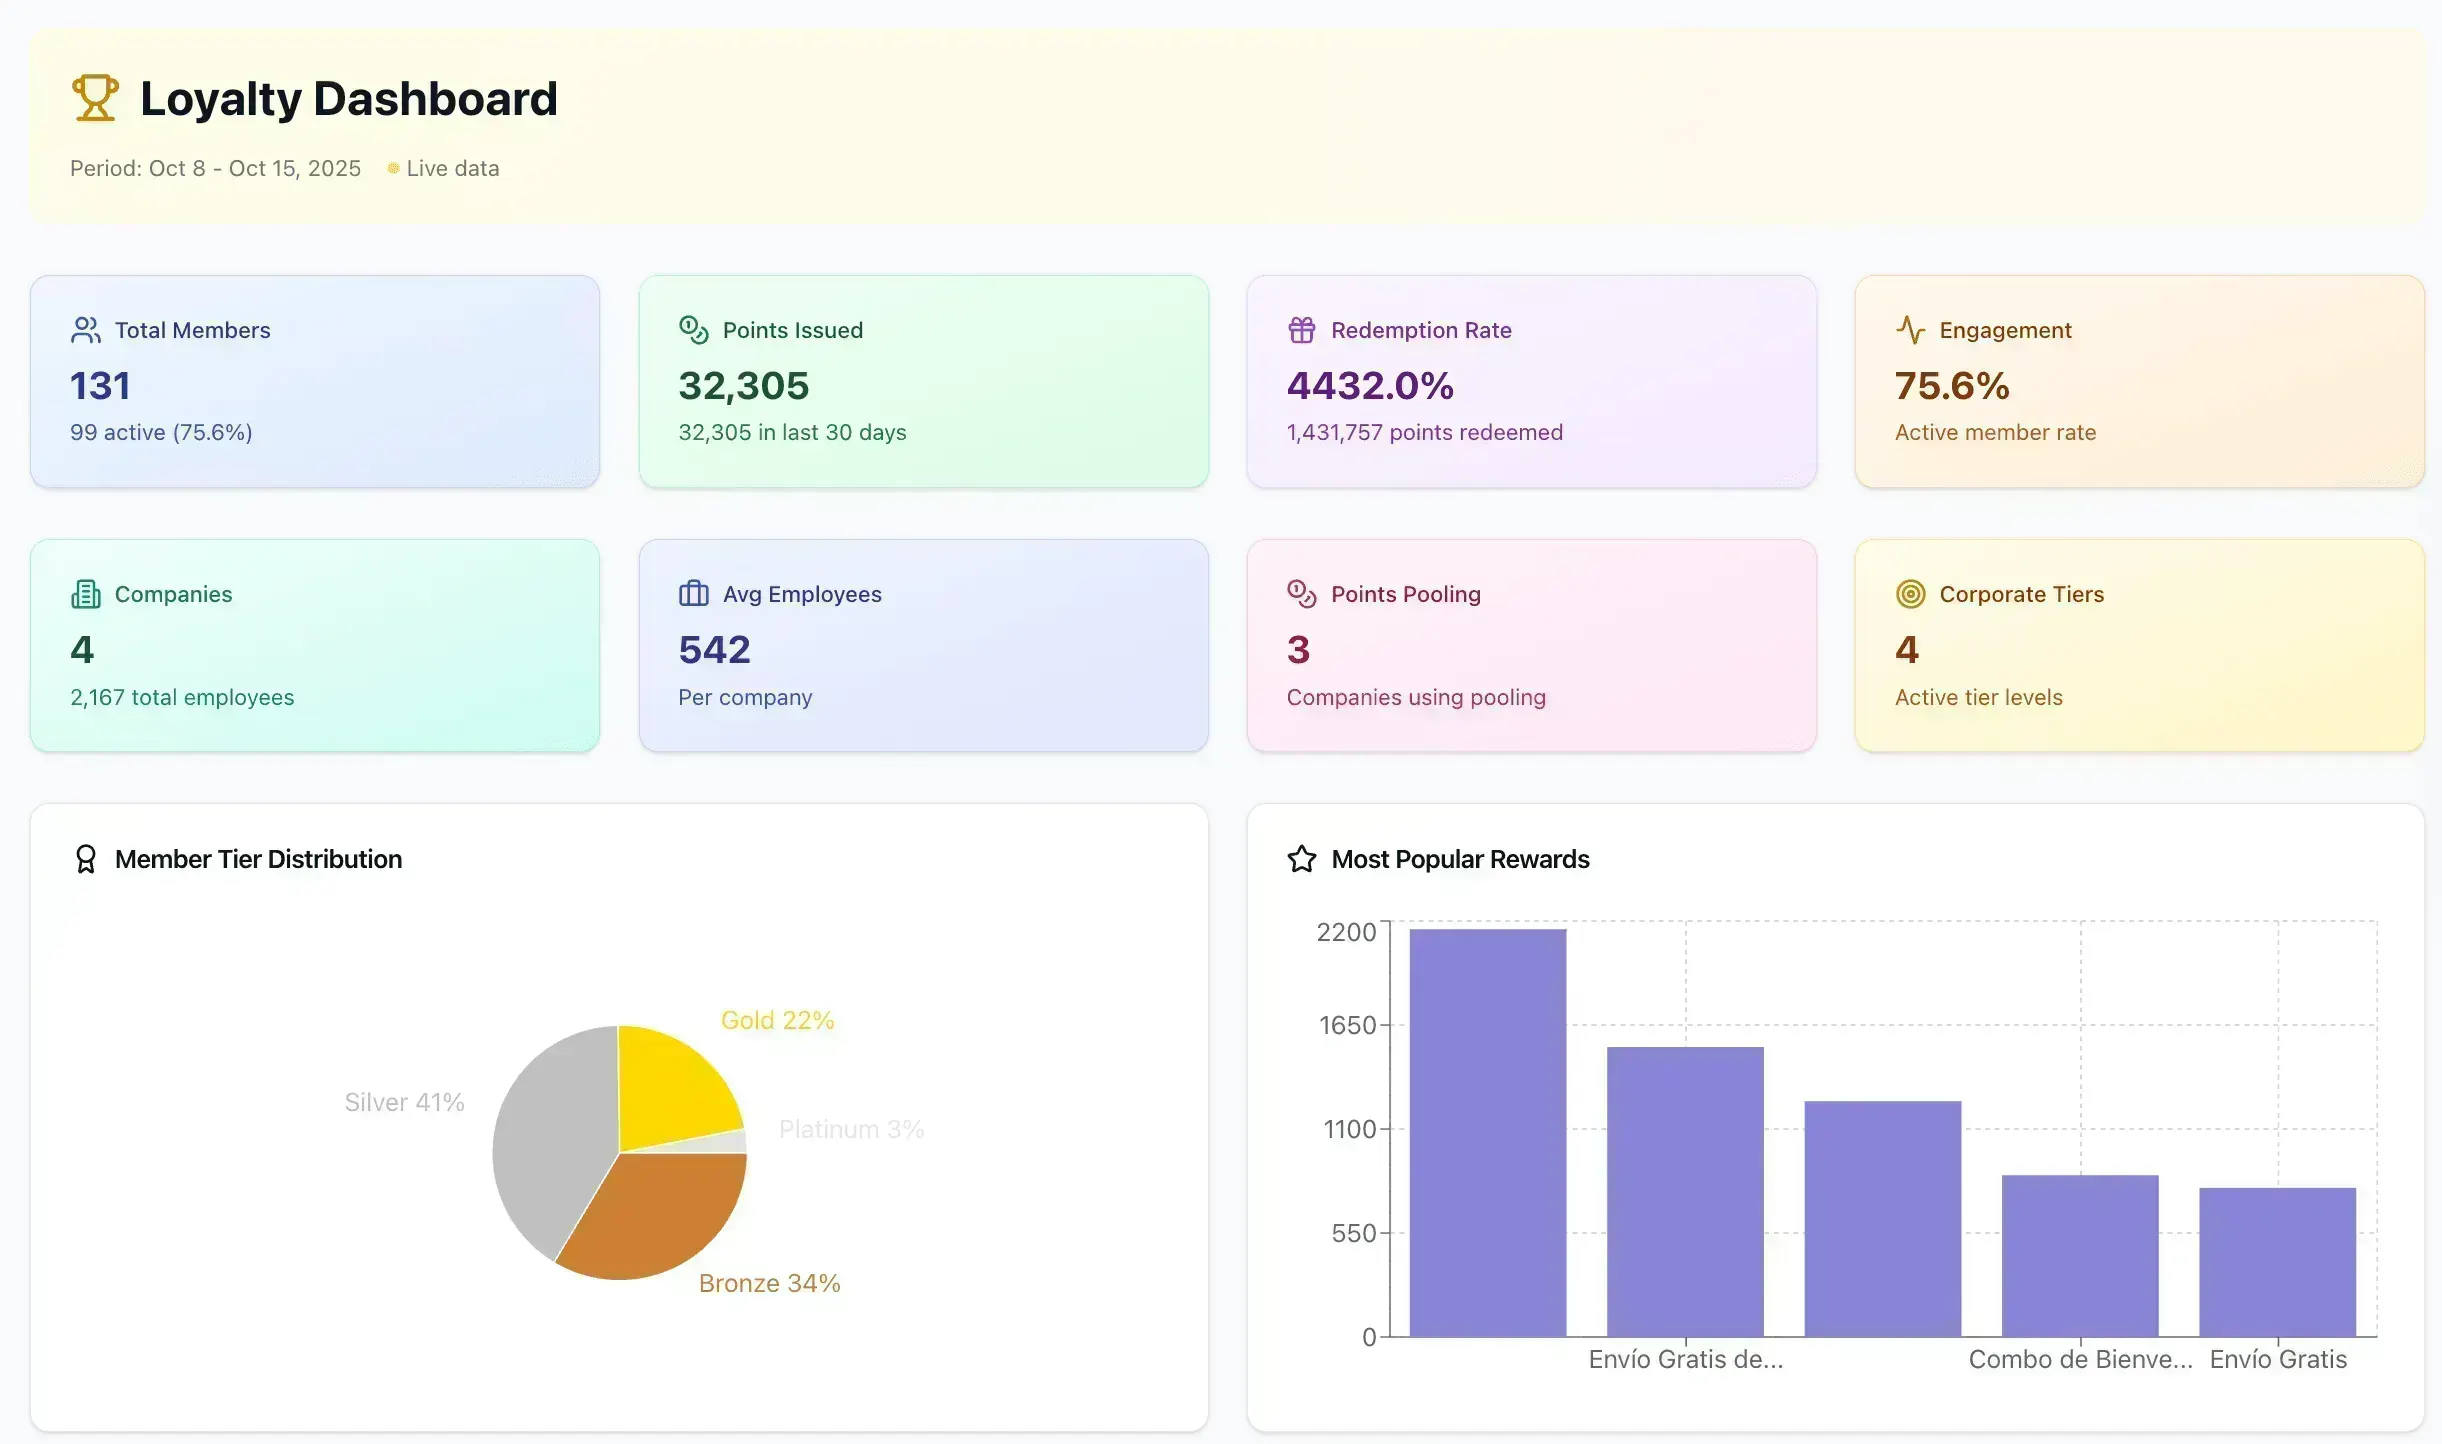 Loyalty Dashboard
Period: Oct 8 - Oct 15, 2025 Live data
Total Members
131
99 active (75.6%)
Points Issued
32,305
32,305 in last 30 days
Redemption Rate
4432.0%
1,431,757 points redeemed
Engagement
75.6%
Active member rate
Companies
4
2,167 total employees
Avg Employees
542
Per company
Points Pooling
3
Companies using pooling
Corporate Tiers
4
Active tier levels
Member Tier Distribution
Gold 22%
Silver 41%
Platinum 3%
Bronze 34%
Most Popular Rewards
2200
1650
1100
550
0
Envío Gratis de... Combo de Bienve... Envío Gratis